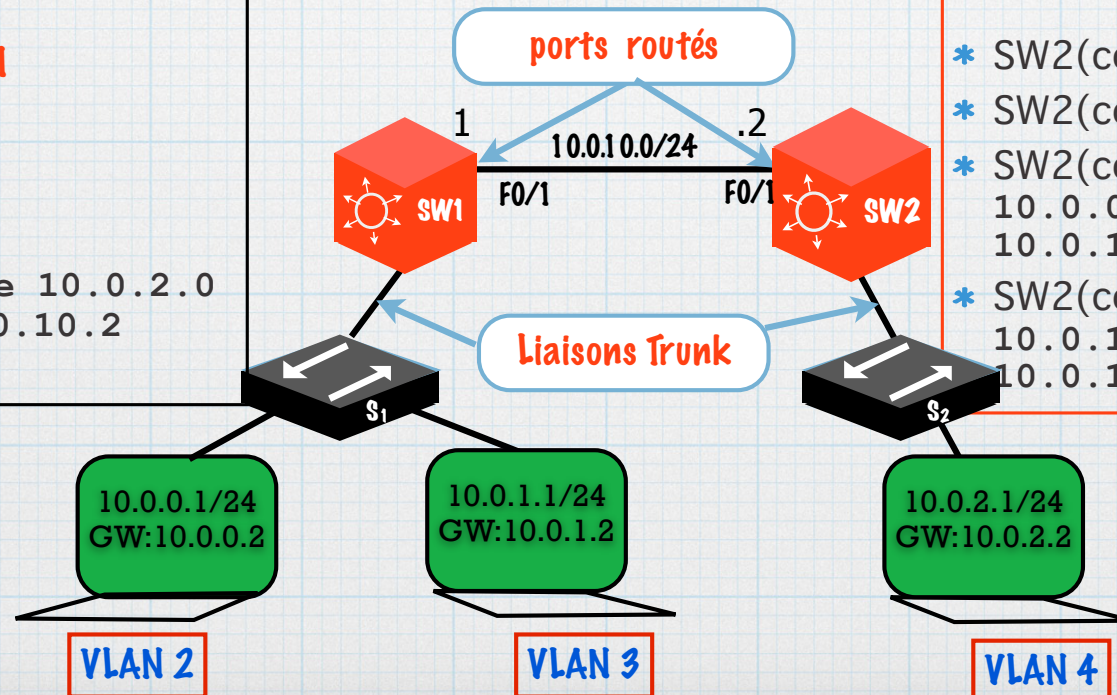 ports routés
1
.2
10.0.10.0/24
F0/1
F0/1
SW1
SW2
10.0.2.0
0.10.2
Liaisons Trunk
* SW2(co
* SW2(co
* SW2(co
10.0.0
10.0.1
* SW2(co
10.0.1
10.0.1
S1
S2
10.0.0.1/24
GW:10.0.0.2
10.0.1.1/24
GW:10.0.1.2
10.0.2.1/24
GW:10.0.2.2
VLAN 2
VLAN 3
VLAN 4